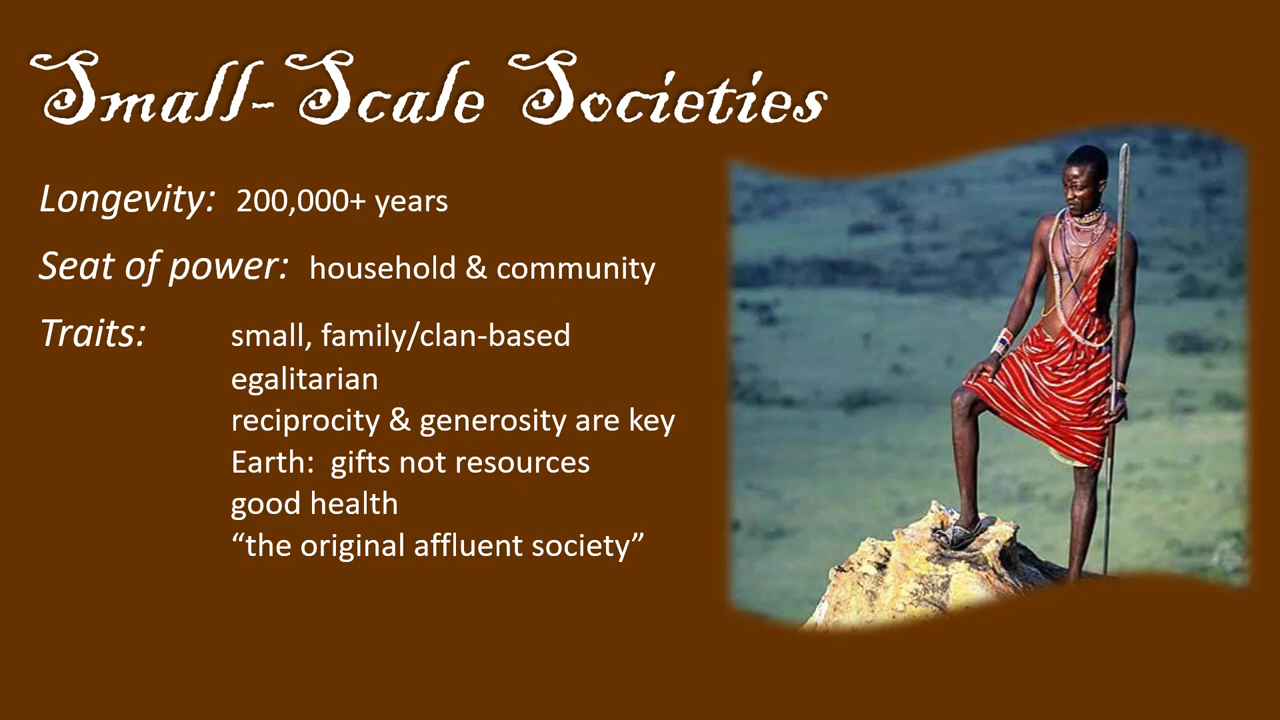 Small-Scale Societies
Longevity: 200,000+ years
Seat of power: household & community
Traits: small, family/clan-based
egalitarian
reciprocity & generosity are key
Earth: gifts not resources
good health
“the original affluent society”